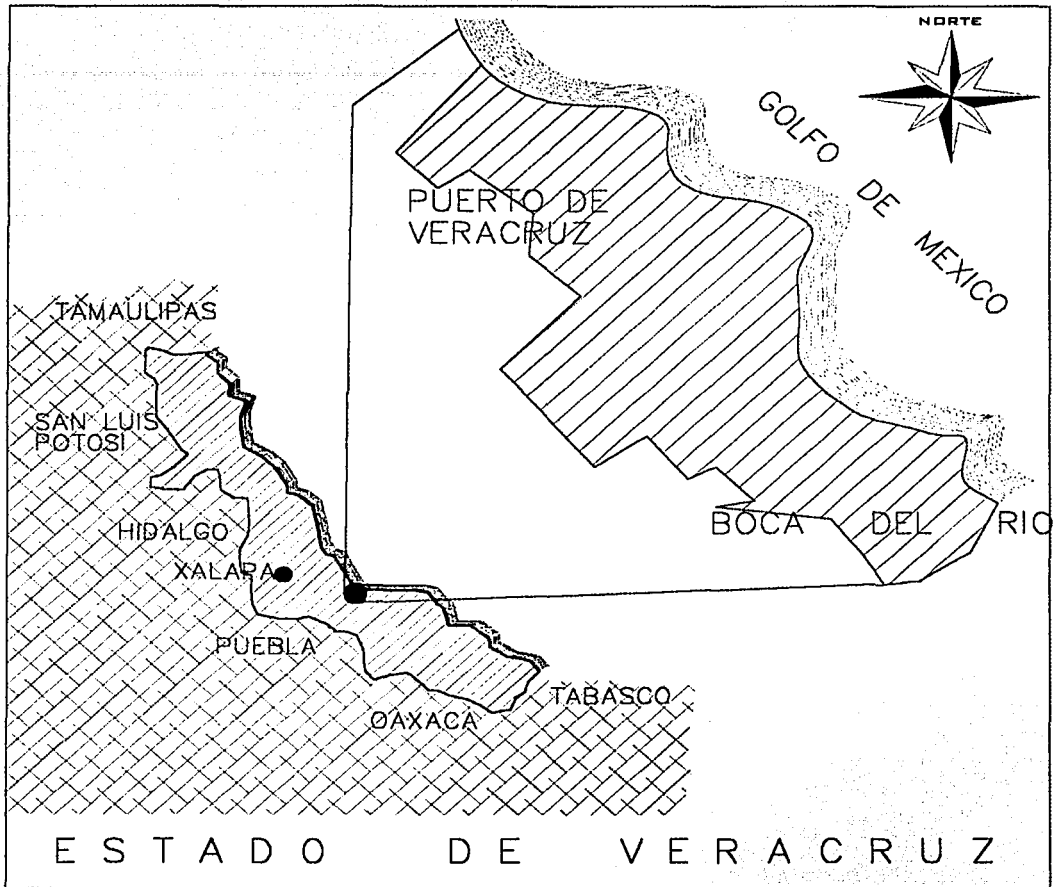 NORTE
GOLFO DE MEXICO
PUERTO DE
VERACRUZ
TAMAULIPAS
SAN LUIS
POTOSI
BOCA DEL RIO
HIDALGO
XALAPA
PUEBLA
TABASCO
OAXACA
ESTADO DE VERACRUZ